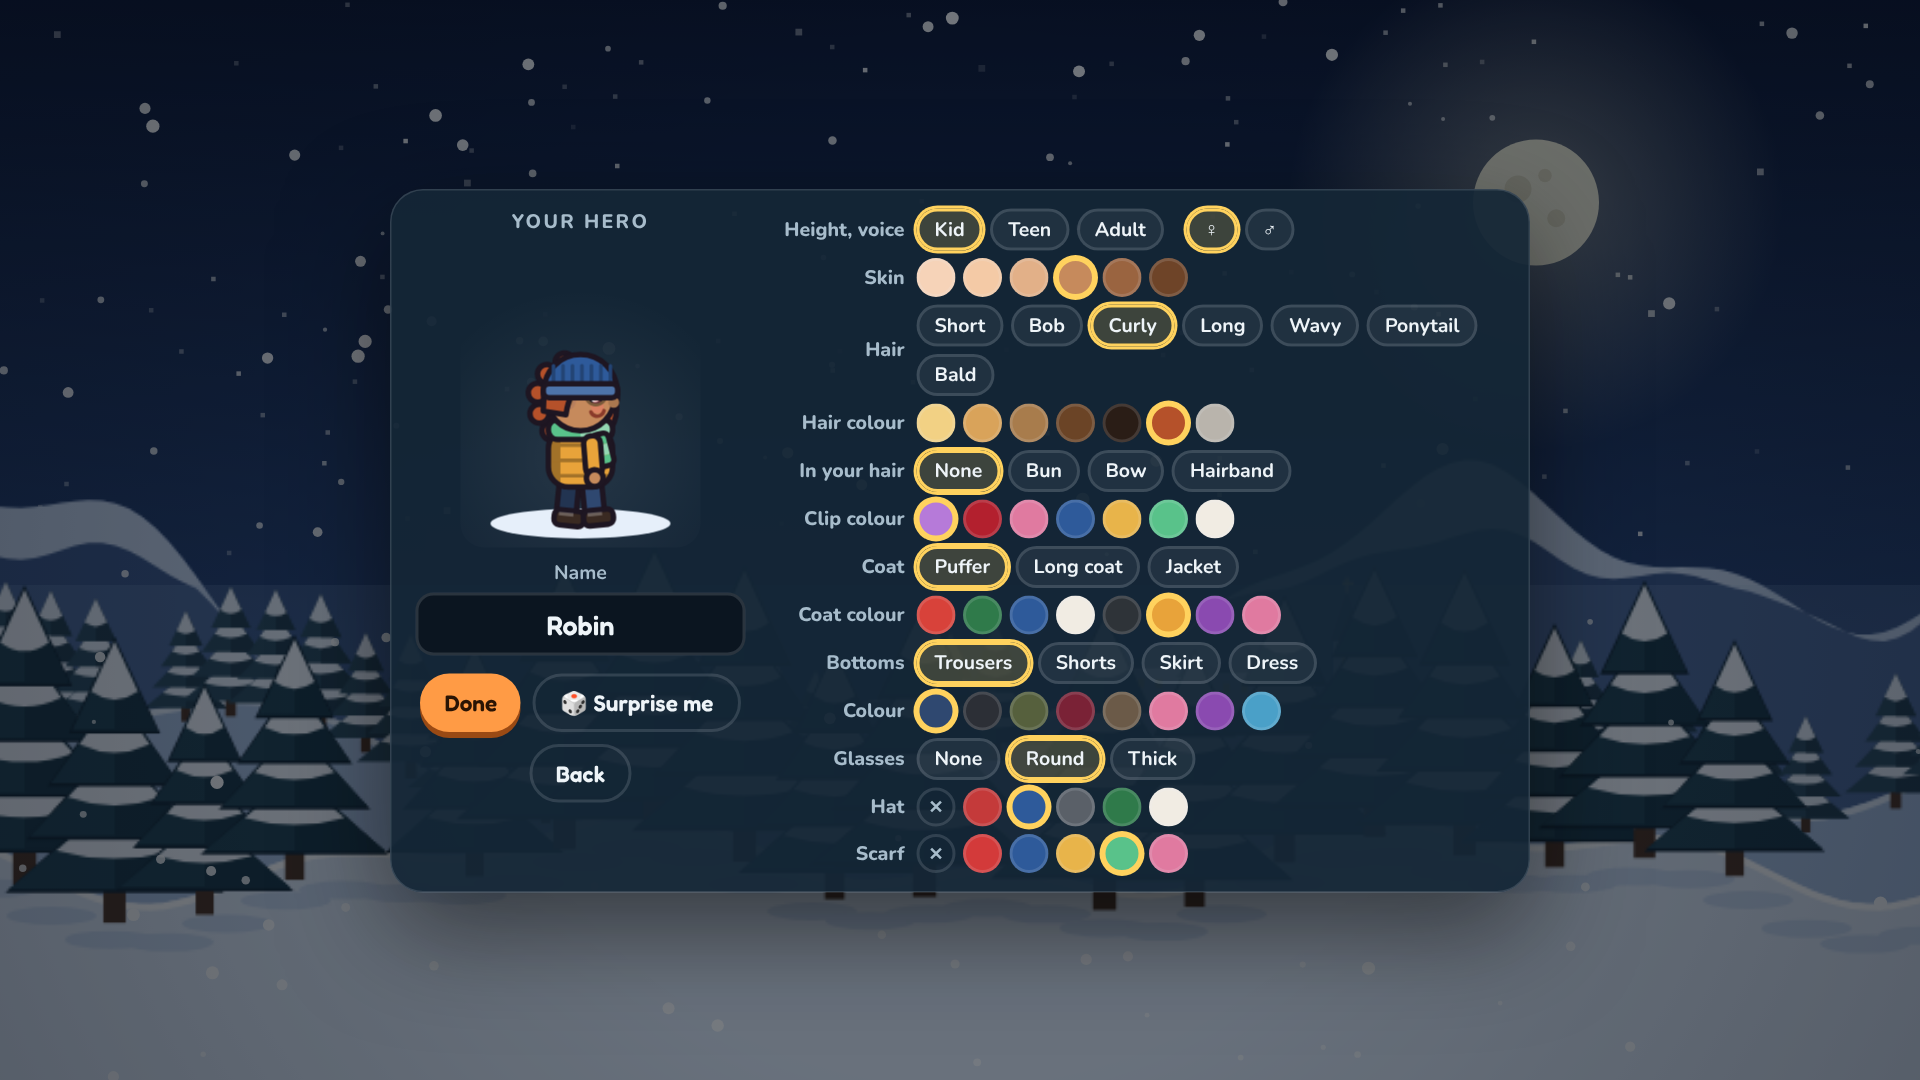 YOUR HERO
Name
Robin
Done
🎲 Surprise me
Back
Height, voice Kid Teen Adult ♀ ♂
Skin
Hair Short Bob Curly Long Wavy Ponytail
Bald
Hair colour
In your hair None Bun Bow Hairband
Clip colour
Coat Puffer Long coat Jacket
Coat colour
Bottoms Trousers Shorts Skirt Dress
Colour
Glasses None Round Thick
Hat ×
Scarf ×